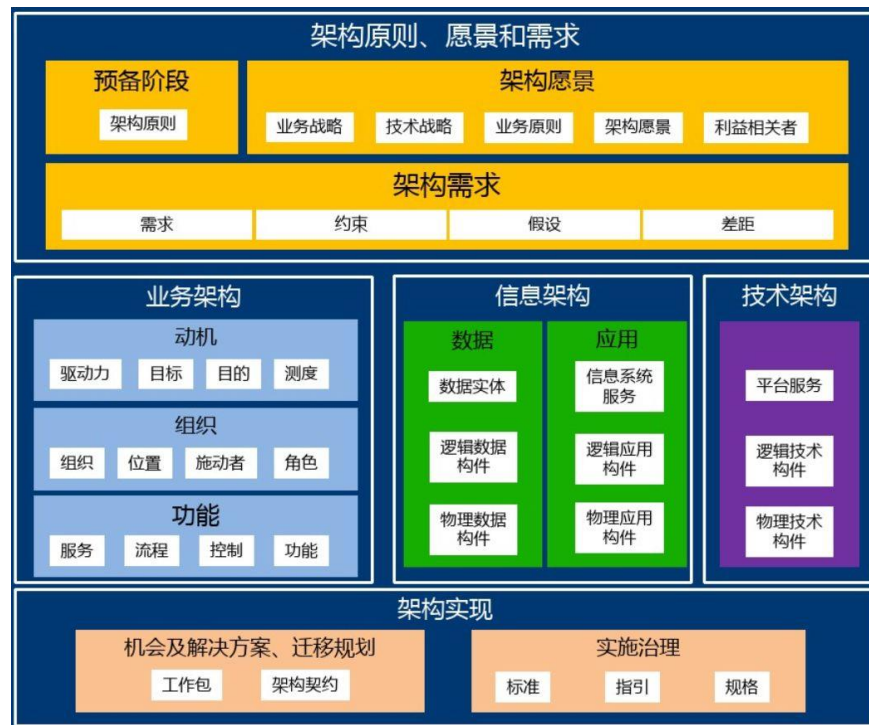 架构原则、愿景和需求
预备阶段
架构原则
架构愿景
业务战略
技术战略
业务原则
架构愿景
利益相关者
架构需求
需求
约束
假设
差距
业务架构
动机
驱动力
目标
目的
测度
组织
组织
位置
施动者
角色
功能
服务
流程
控制
功能
信息架构
数据
数据实体
逻辑数据
构件
物理数据
构件
应用
信息系统
服务
逻辑应用
构件
物理应用
构件
技术架构
平台服务
逻辑技术
构件
物理技术
构件
架构实现
机会及解决方案、迁移规划
工作包
架构契约
实施治理
标准
指引
规格